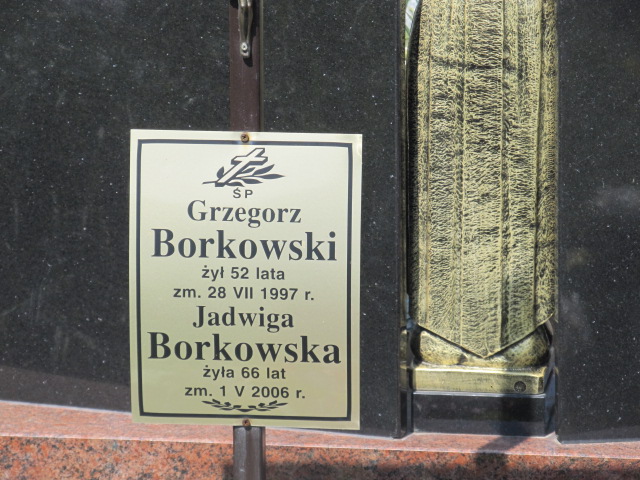 ŚP
Grzegorz
Borkowski
żył 52 lata
zm. 28 VII 1997 r.
Jadwiga
Borkowska
żyła 66 lat
zm. 1 V 2006 r.